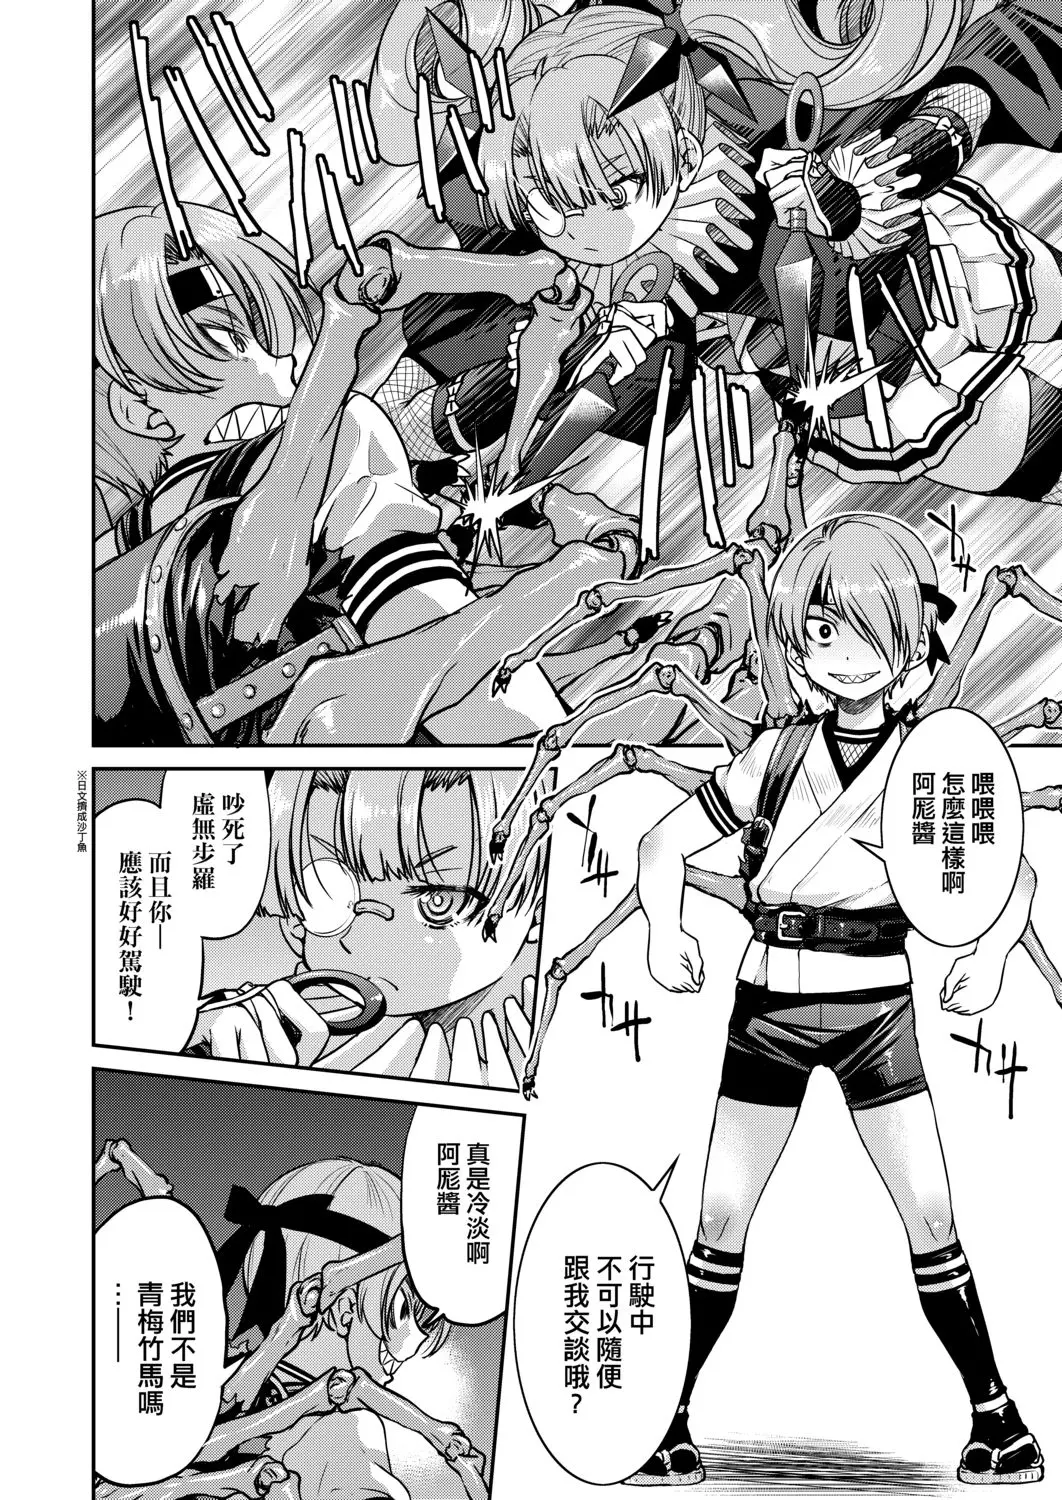 喂喂喂
怎麼這樣啊
阿彪醬
行駛中
不可以隨便
跟我交談哦?
吵死了
虛無步羅
而且你—
應該好好駕駛!
※日文擠成沙丁魚
真是冷淡啊
阿彪醬
我們不是
青梅竹馬嗎
…——